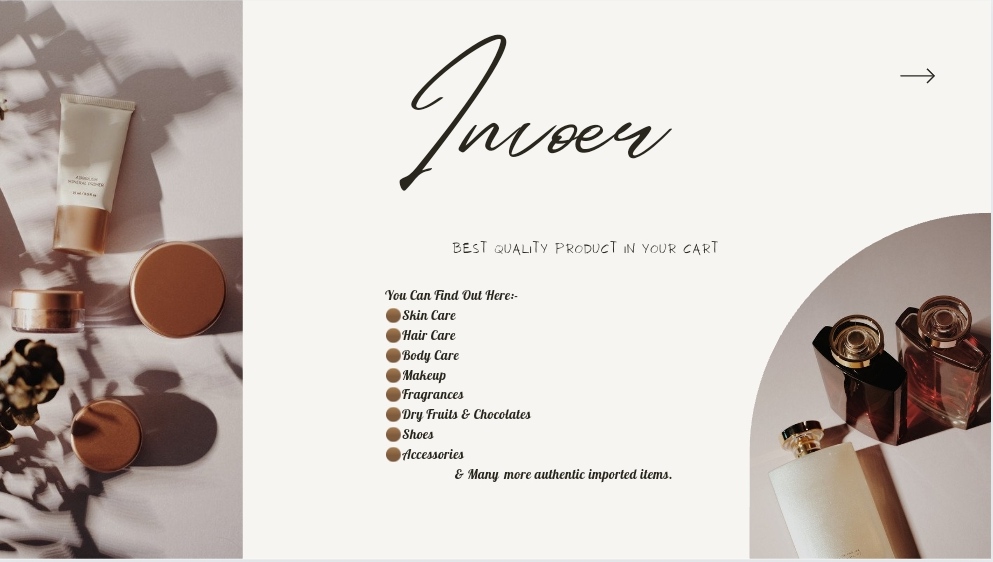 Invoer
BEST QUALITY PRODUCT IN YOUR CART
You Can Find Out Here:-
Skin Care
Hair Care
Body Care
Makeup
Fragrances
Dry Fruits & Chocolates
Shoes
Accessories
& Many more authentic imported items.